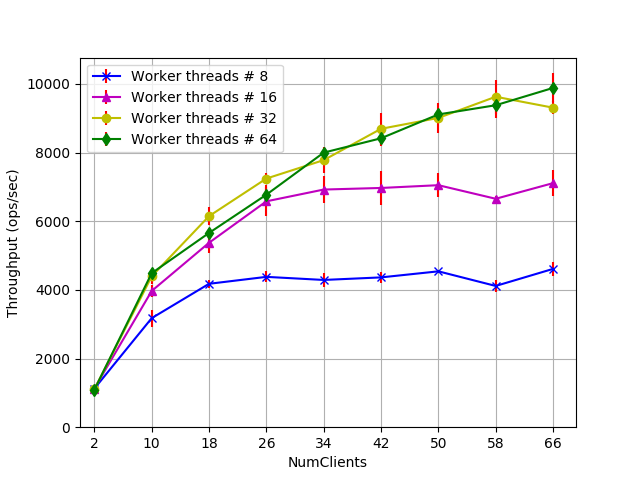 10000
8000
6000
4000
2000
0
Throughput (ops/sec)
Worker threads # 8
Worker threads # 16
Worker threads # 32
Worker threads # 64
2 10 18 26 34 42 50 58 66
NumClients